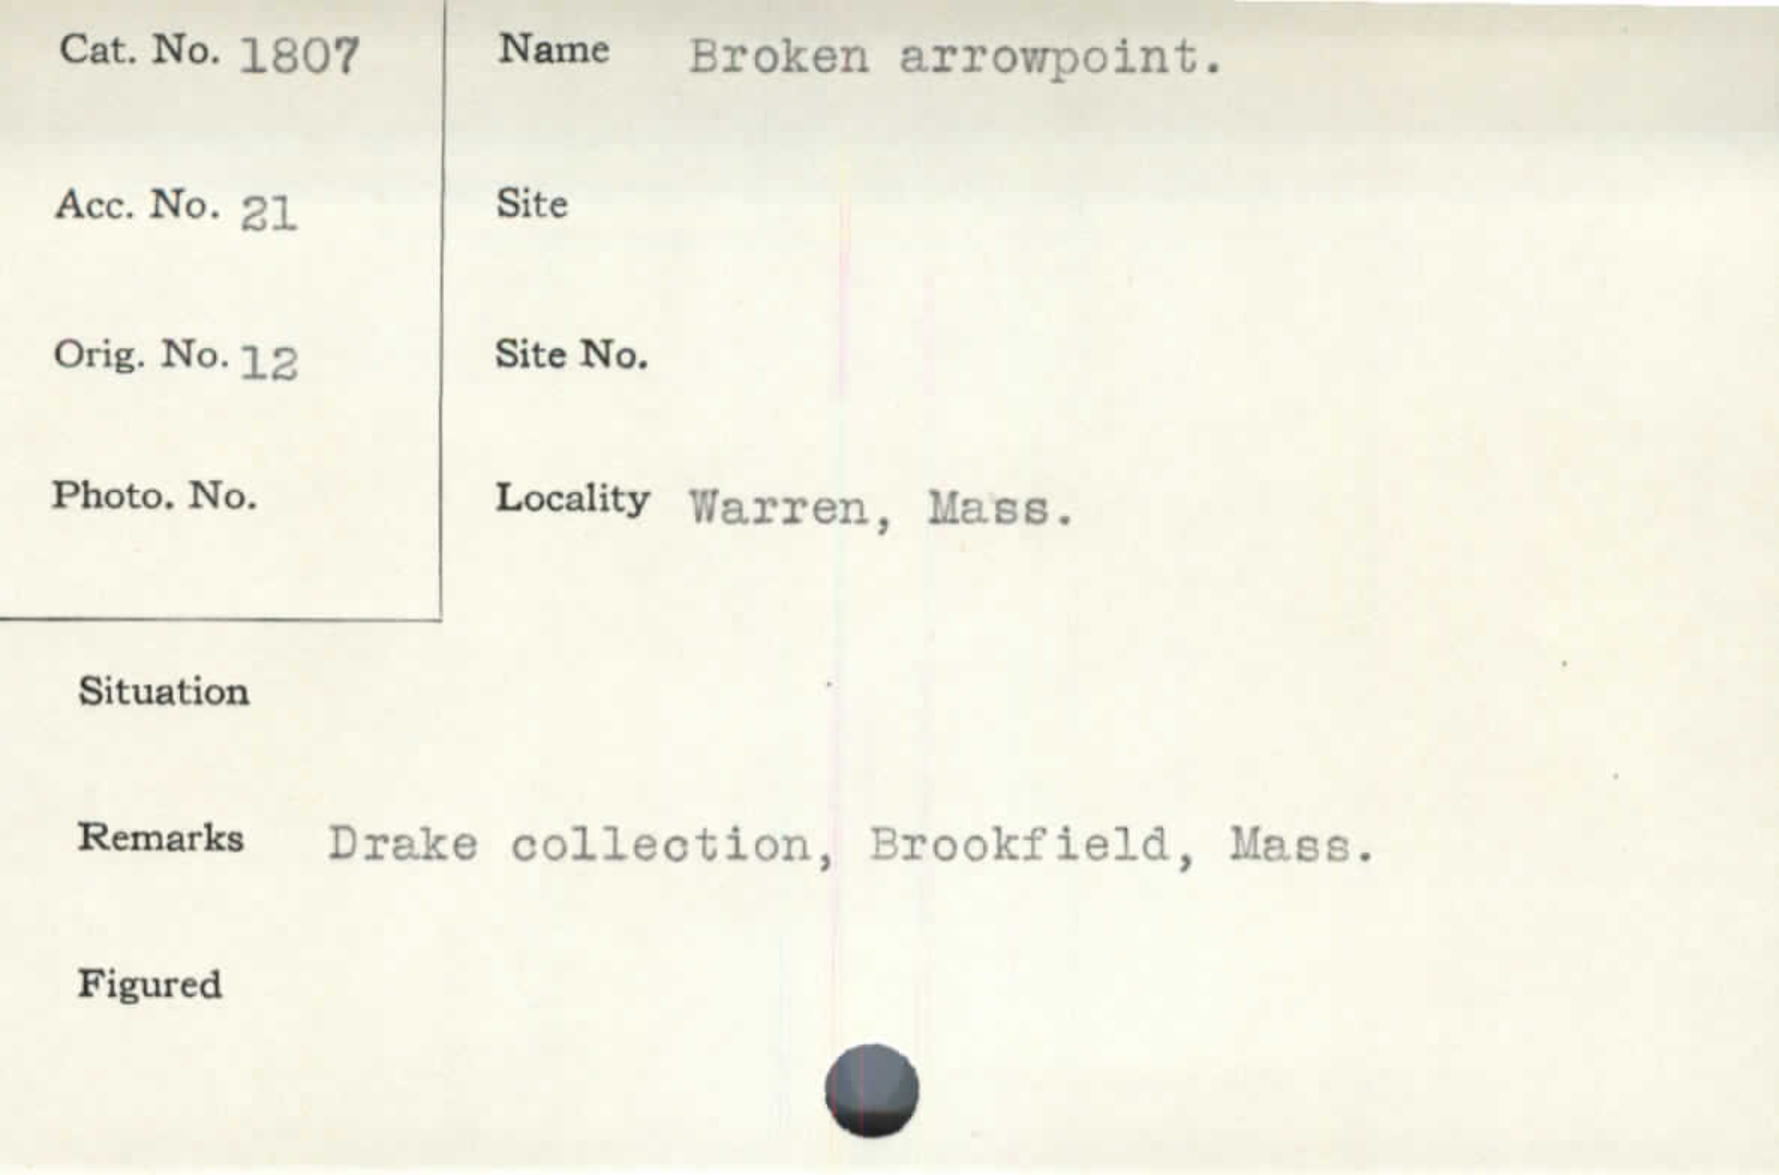 Cat. No. 1807
Name Broken arrowpoint.
Acc. No. 21
Site
Orig. No. 12
Site No.
Photo. No.
Locality Warren, Mass.
Situation
Remarks Drake collection, Brookfield, Mass.
Figured